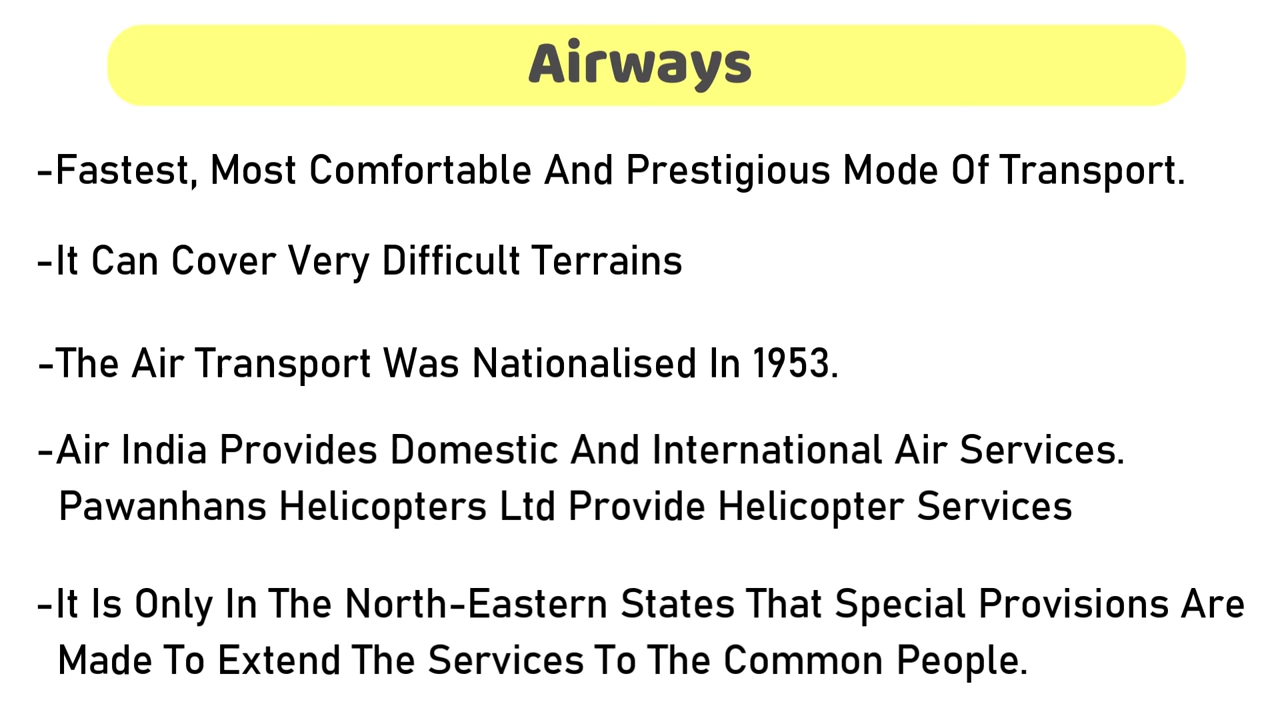 Airways
-Fastest, Most Comfortable And Prestigious Mode Of Transport.
-It Can Cover Very Difficult Terrains
-The Air Transport Was Nationalised In 1953.
-Air India Provides Domestic And International Air Services.
Pawanhans Helicopters Ltd Provide Helicopter Services
-It Is Only In The North-Eastern States That Special Provisions Are
Made To Extend The Services To The Common People.